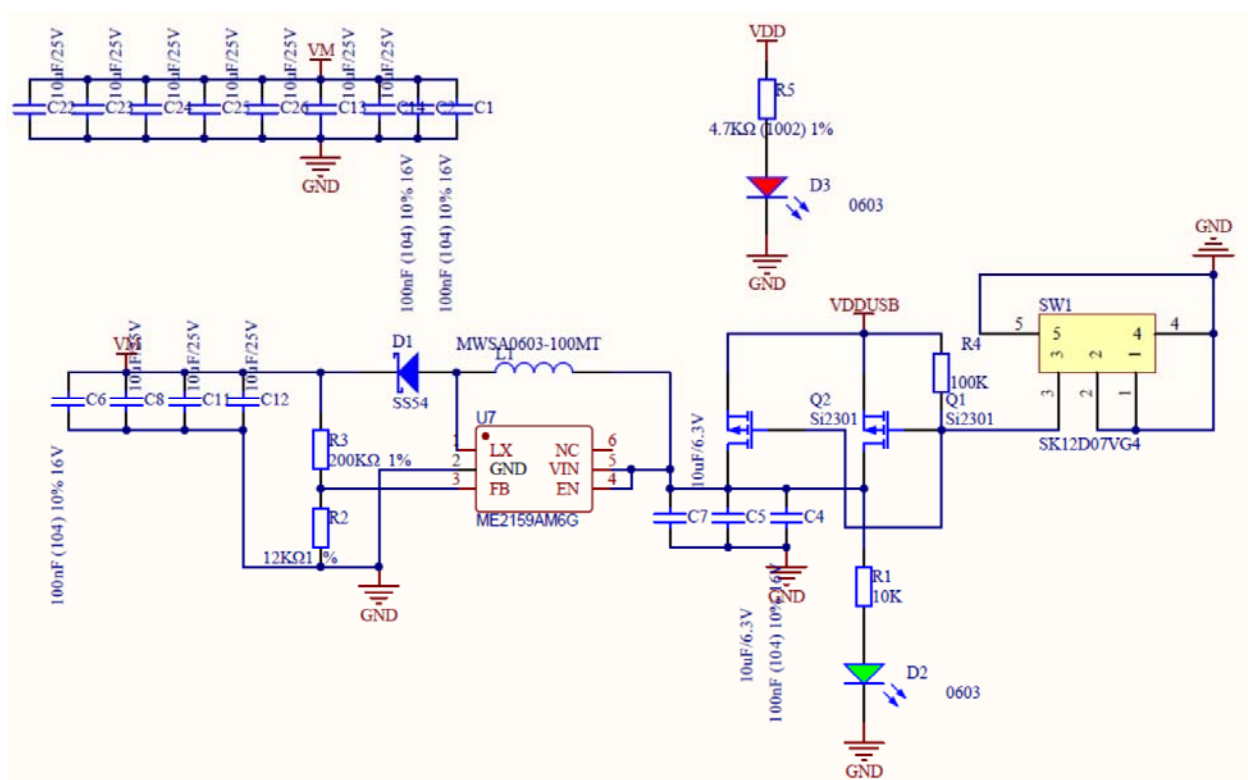 10uF/25V
10uF/25V
10uF/25V
10uF/25V
10uF/25V
10uF/25V
10uF/25V
VM
C22
C23
C24
C25
C26
C13
C14
C2
C1
GND
100nF (104) 10% 16V
100nF (104) 10% 16V
VDD
R5
4.7KΩ (1002) 1%
D3
0603
GND
GND
VM
10uF/25V
10uF/25V
10uF/25V
C6
C8
C11
C12
100nF (104) 10% 16V
D1
SS54
MWSA0603-100MT
L1
U7
1
2
3
LX
GND
FB
NC
VIN
EN
6
5
4
ME2159AM6G
R3
200KΩ 1%
R2
12KΩ1 %
GND
VDDUSB
R4
100K
Q2
Si2301
Q1
Si2301
10uF/6.3V
C7
C5
C4
GND
10uF/6.3V
100nF (104) 10% 16V
R1
10K
D2
0603
GND
SW1
5
5
4
4
3
2
1
3
2
1
SK12D07VG4